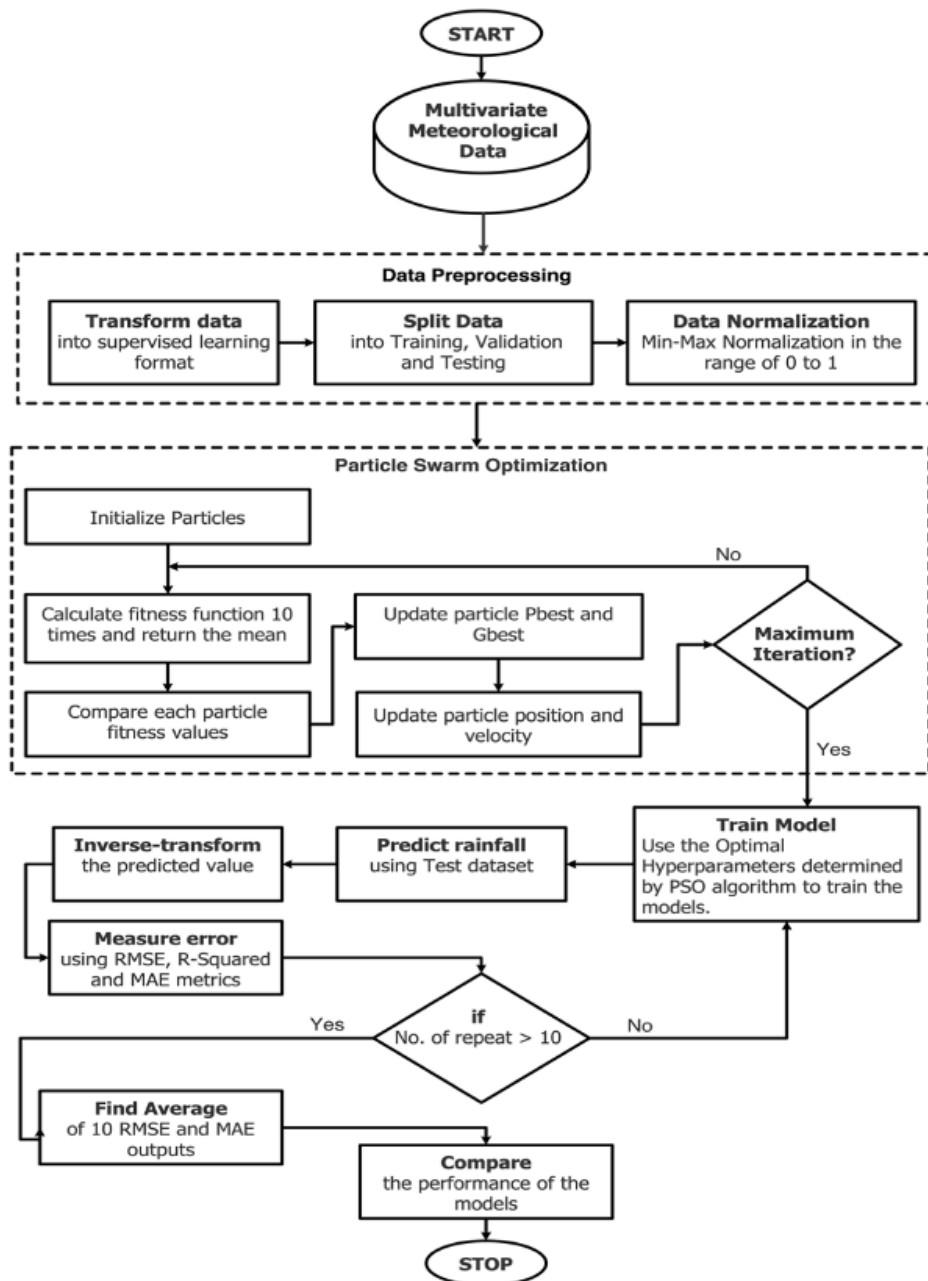 START
Multivariate
Meteorological
Data
Data Preprocessing
Transform data
into supervised learning
format
Split Data
into Training, Validation
and Testing
Data Normalization
Min-Max Normalization in the
range of 0 to 1
Particle Swarm Optimization
Initialize Particles
No
Calculate fitness function 10
times and return the mean
Update particle Pbest and
Gbest
Maximum
Iteration?
Compare each particle
fitness values
Update particle position and
velocity
Yes
Train Model
Use the Optimal
Hyperparameters determined
by PSO algorithm to train the
models.
Predict rainfall
using Test dataset
Inverse-transform
the predicted value
Measure error
using RMSE, R-Squared
and MAE metrics
if
No. of repeat > 10
Yes
No
Find Average
of 10 RMSE and MAE
outputs
Compare
the performance of the
models
STOP